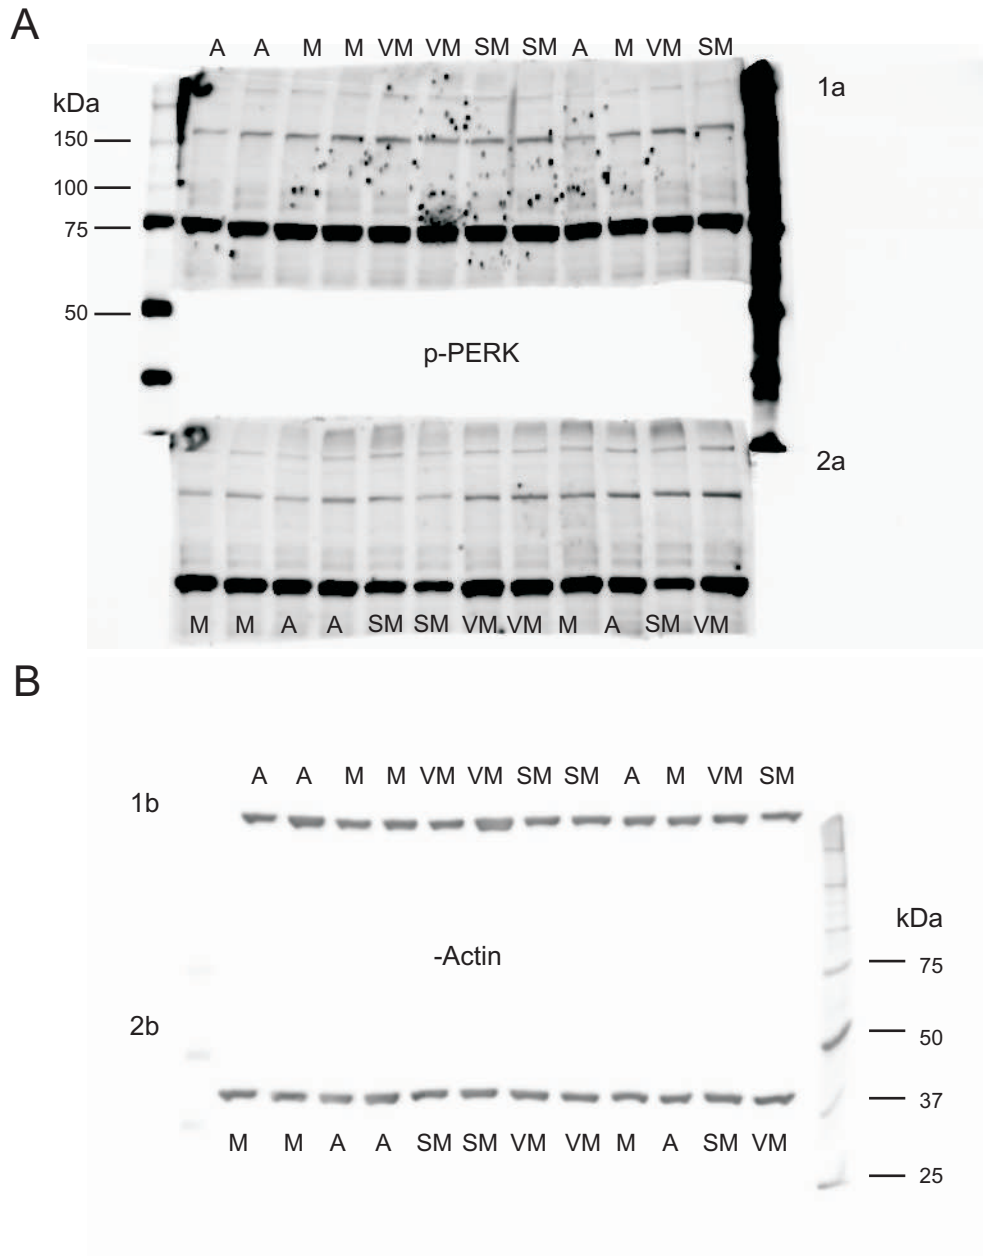 A
A A M M VM VM SM SM A M VM SM
1a
kDa
150
100
75
50
p-PERK
2a
M M A A SM SM VM VM M A SM VM
B
A A M M VM VM SM SM A M VM SM
1b
kDa
-Actin
75
2b
50
37
M M A A SM SM VM VM M A SM VM
25